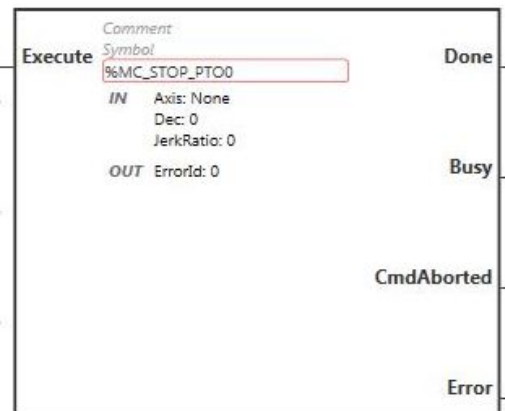 Comment
Execute Symbol Done
%MC_STOP_PTO0
IN Axis: None
Dec: 0
JerkRatio: 0
OUT ErrorId: 0
Busy
CmdAborted
Error